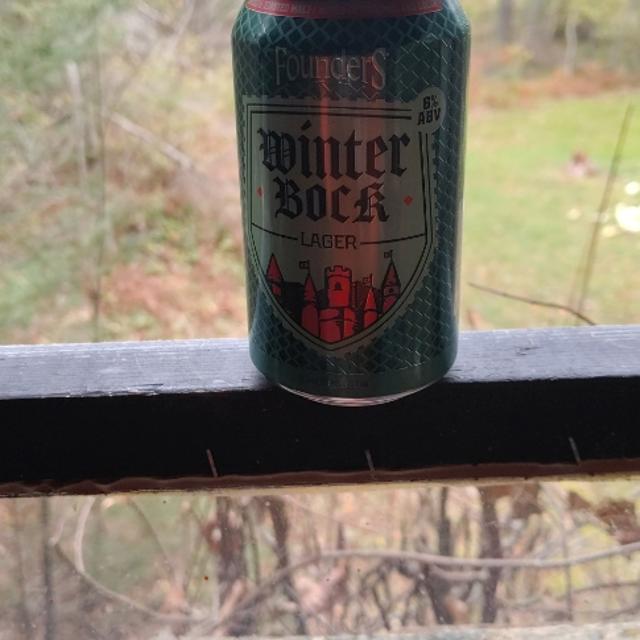 Founders
6%
ABV
Winter
Bock
LAGER